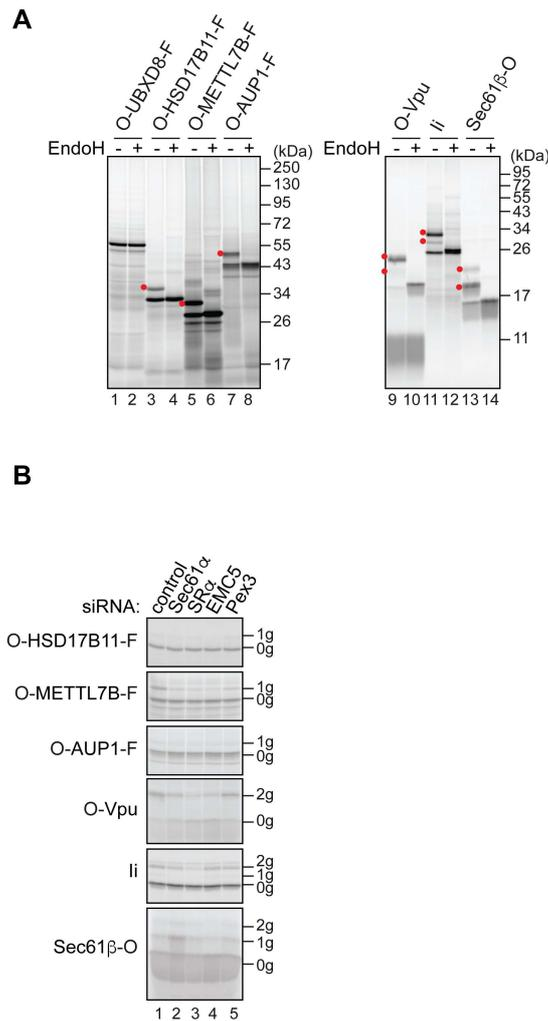 A
O-UBXD8-F
O-HSD17B11-F
O-METTL7B-F
O-AUP1-F
EndoH - + - + - + - + (kDa)
250
130
95
72
55
43
34
26
17
1 2 3 4 5 6 7 8
O-Vpu
Ii
Sec61β-O
EndoH - + - + - + (kDa)
95
72
55
43
34
26
17
11
9 10 11 12 13 14
B
siRNA: control Sec61α SRα EMC5 Pex3
O-HSD17B11-F 1g 0g
O-METTL7B-F 1g 0g
O-AUP1-F 1g 0g
O-Vpu 2g 0g
Ii 2g 1g 0g
Sec61β-O 2g 1g 0g
1 2 3 4 5